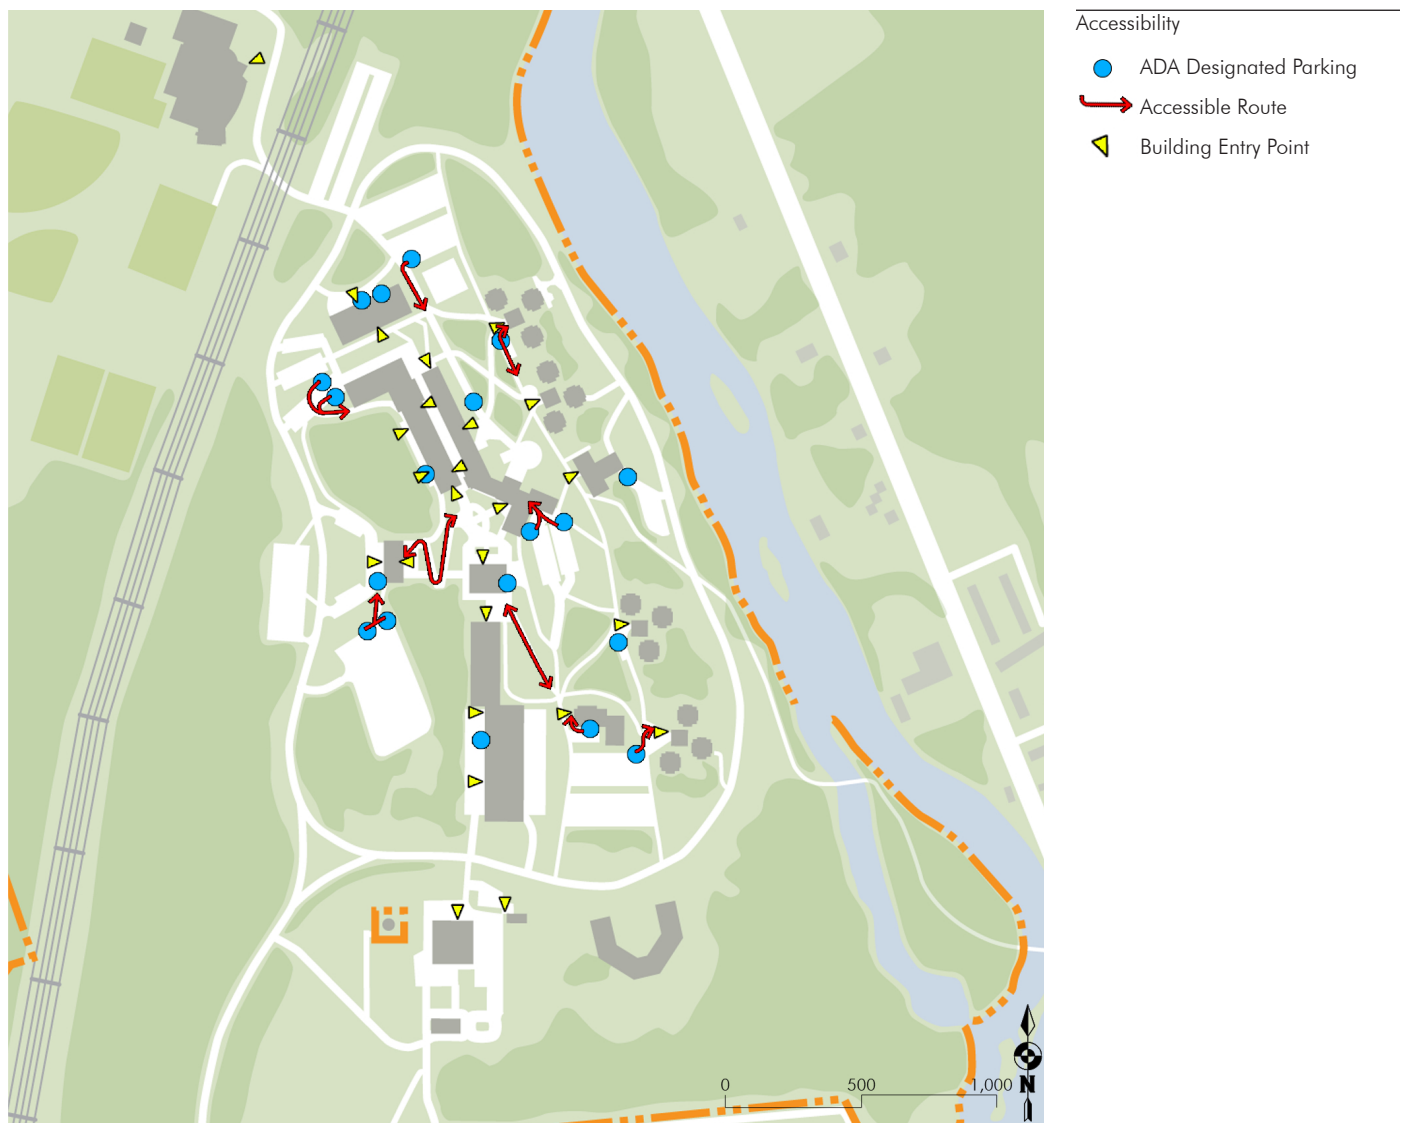 Accessibility
ADA Designated Parking
Accessible Route
Building Entry Point
0 500 1,000 N